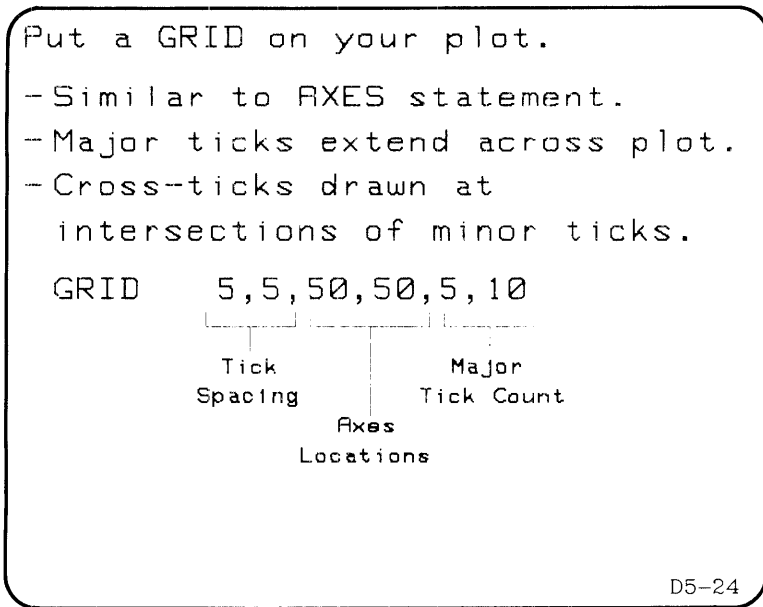 Put a GRID on your plot.
-Similar to AXES statement.
-Major ticks extend across plot.
-Cross-ticks drawn at
intersections of minor ticks.
GRID 5,5,50,50,5,10
Tick Major
Spacing Tick Count
Axes
Locations
D5-24